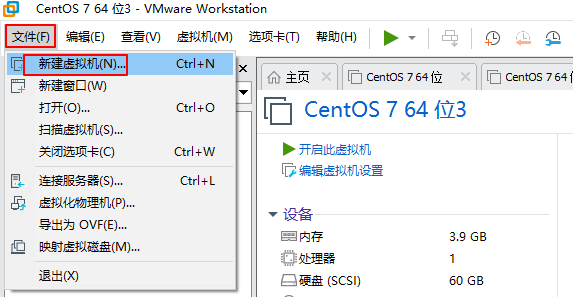 CentOS 7 64 位3 - VMware Workstation
文件(F) 编辑(E) 查看(V) 虚拟机(M) 选项卡(T) 帮助(H)
新建虚拟机(N)... Ctrl+N
新建窗口(W)
打开(O)... Ctrl+O
扫描虚拟机(S)...
关闭选项卡(C) Ctrl+W
连接服务器(S)... Ctrl+L
虚拟化物理机(P)...
导出为 OVF(E)...
映射虚拟磁盘(M)...
退出(X)
主页 CentOS 7 64 位 CentOS 7 64
CentOS 7 64 位3
开启此虚拟机
编辑虚拟机设置
设备
内存 3.9 GB
处理器 1
硬盘 (SCSI) 60 GB